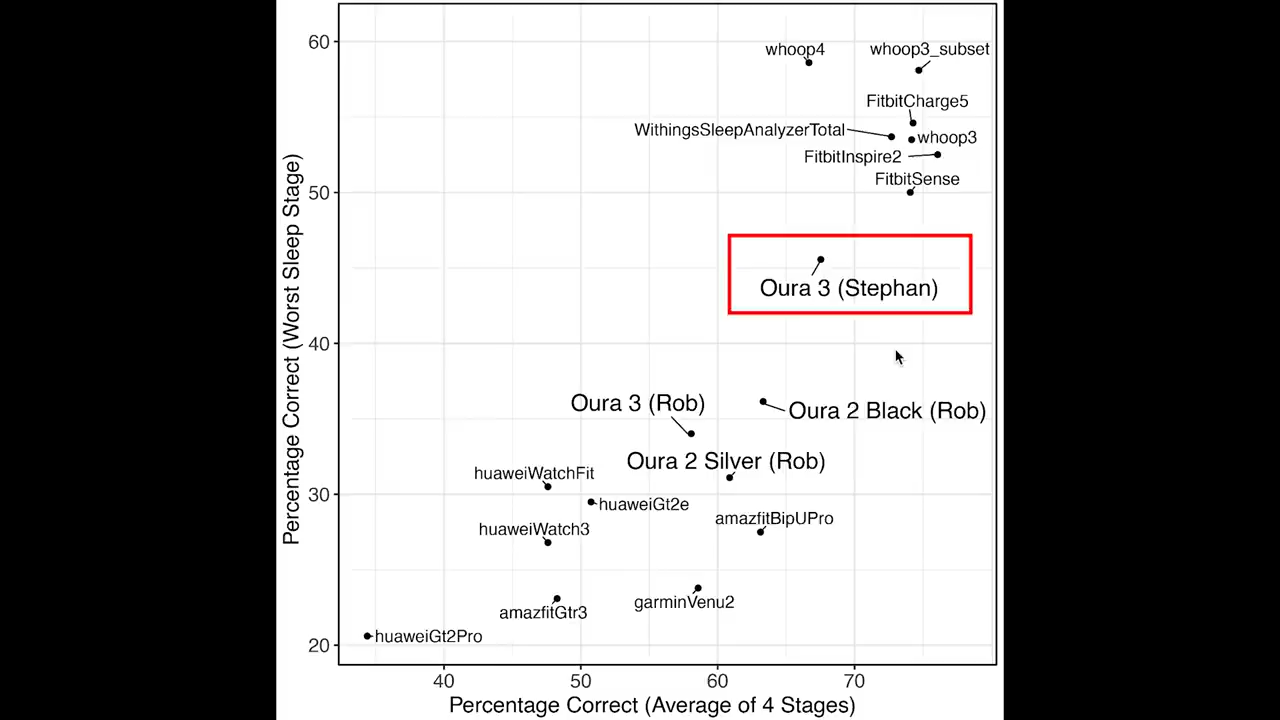 60
whoop4
whoop3_subset
FitbitCharge5
WithingsSleepAnalyzerTotal
whoop3
FitbitInspire2
FitbitSense
50
Oura 3 (Stephan)
40
Oura 3 (Rob)
Oura 2 Black (Rob)
Oura 2 Silver (Rob)
huaweiWatchFit
30
huaweiGt2e
amazfitBipUPro
huaweiWatch3
garminVenu2
amazfitGtr3
huaweiGt2Pro
20
Percentage Correct (Worst Sleep Stage)
40 50 60 70
Percentage Correct (Average of 4 Stages)